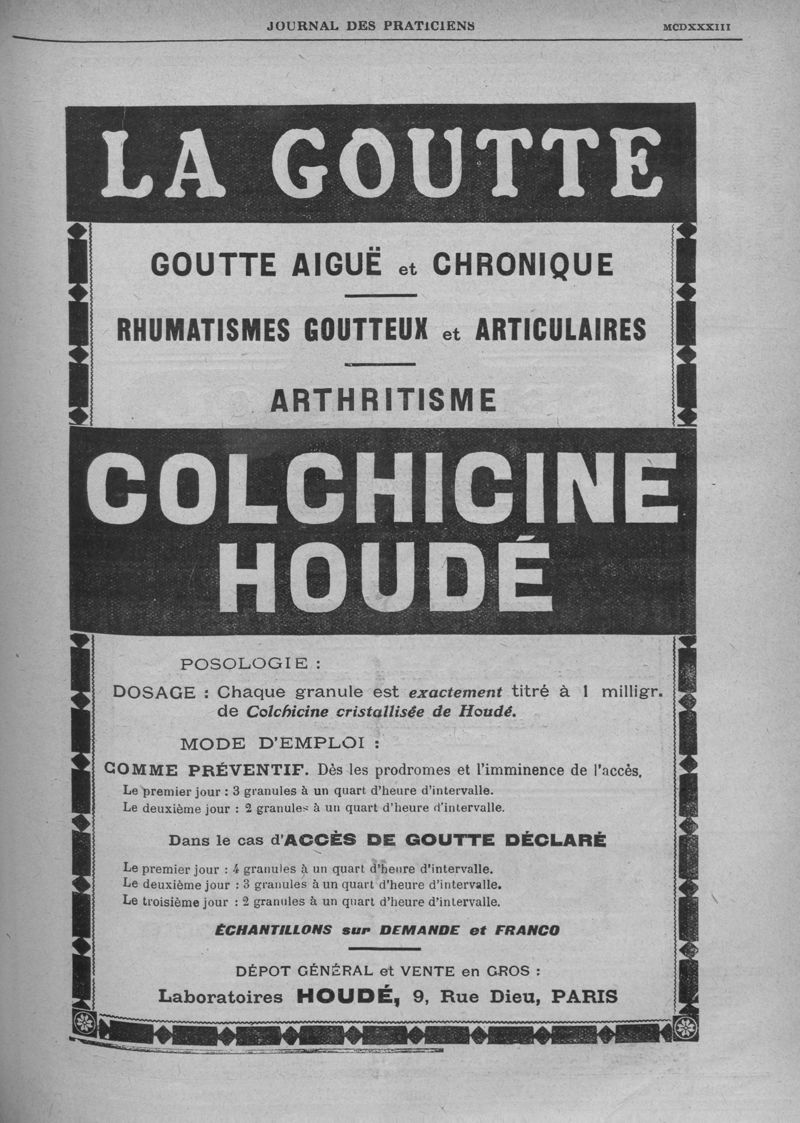 JOURNAL DES PRATICIENS
MCDXXXIII
LA GOUTTE
GOUTTE AIGUË et CHRONIQUE
RHUMATISMES GOUTTEUX et ARTICULAIRES
ARTHRITISME
COLCHICINE
HOUDÉ
POSOLOGIE :
DOSAGE : Chaque granule est exactement titré à 1 milligr.
de Colchicine cristallisée de Houdé.
MODE D'EMPLOI :
COMME PRÉVENTIF. Dès les prodromes et l'imminence de l'accès.
Le premier jour : 3 granules à un quart d'heure d'intervalle.
Le deuxième jour : 2 granules à un quart d'heure d'intervalle.
Dans le cas d'ACCÈS DE GOUTTE DÉCLARÉ
Le premier jour : 4 granules à un quart d'heure d'intervalle.
Le deuxième jour : 3 granules à un quart d'heure d'intervalle.
Le troisième jour : 2 granules à un quart d'heure d'intervalle.
ÉCHANTILLONS sur DEMANDE et FRANCO
DÉPOT GÉNÉRAL et VENTE en GROS :
Laboratoires HOUDÉ, 9, Rue Dieu, PARIS